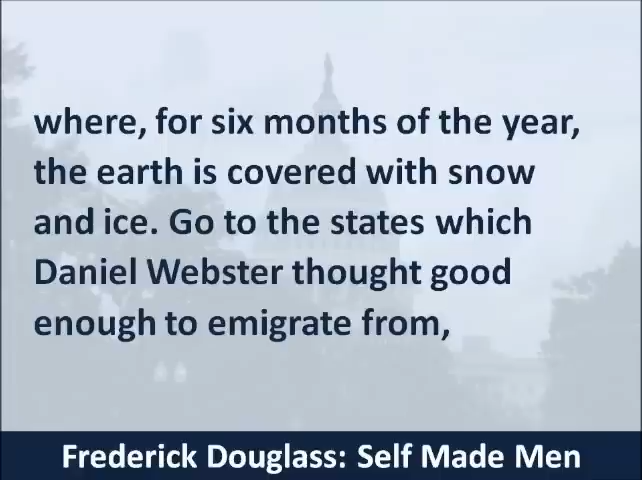 where, for six months of the year,
the earth is covered with snow
and ice. Go to the states which
Daniel Webster thought good
enough to emigrate from,
Frederick Douglass: Self Made Men